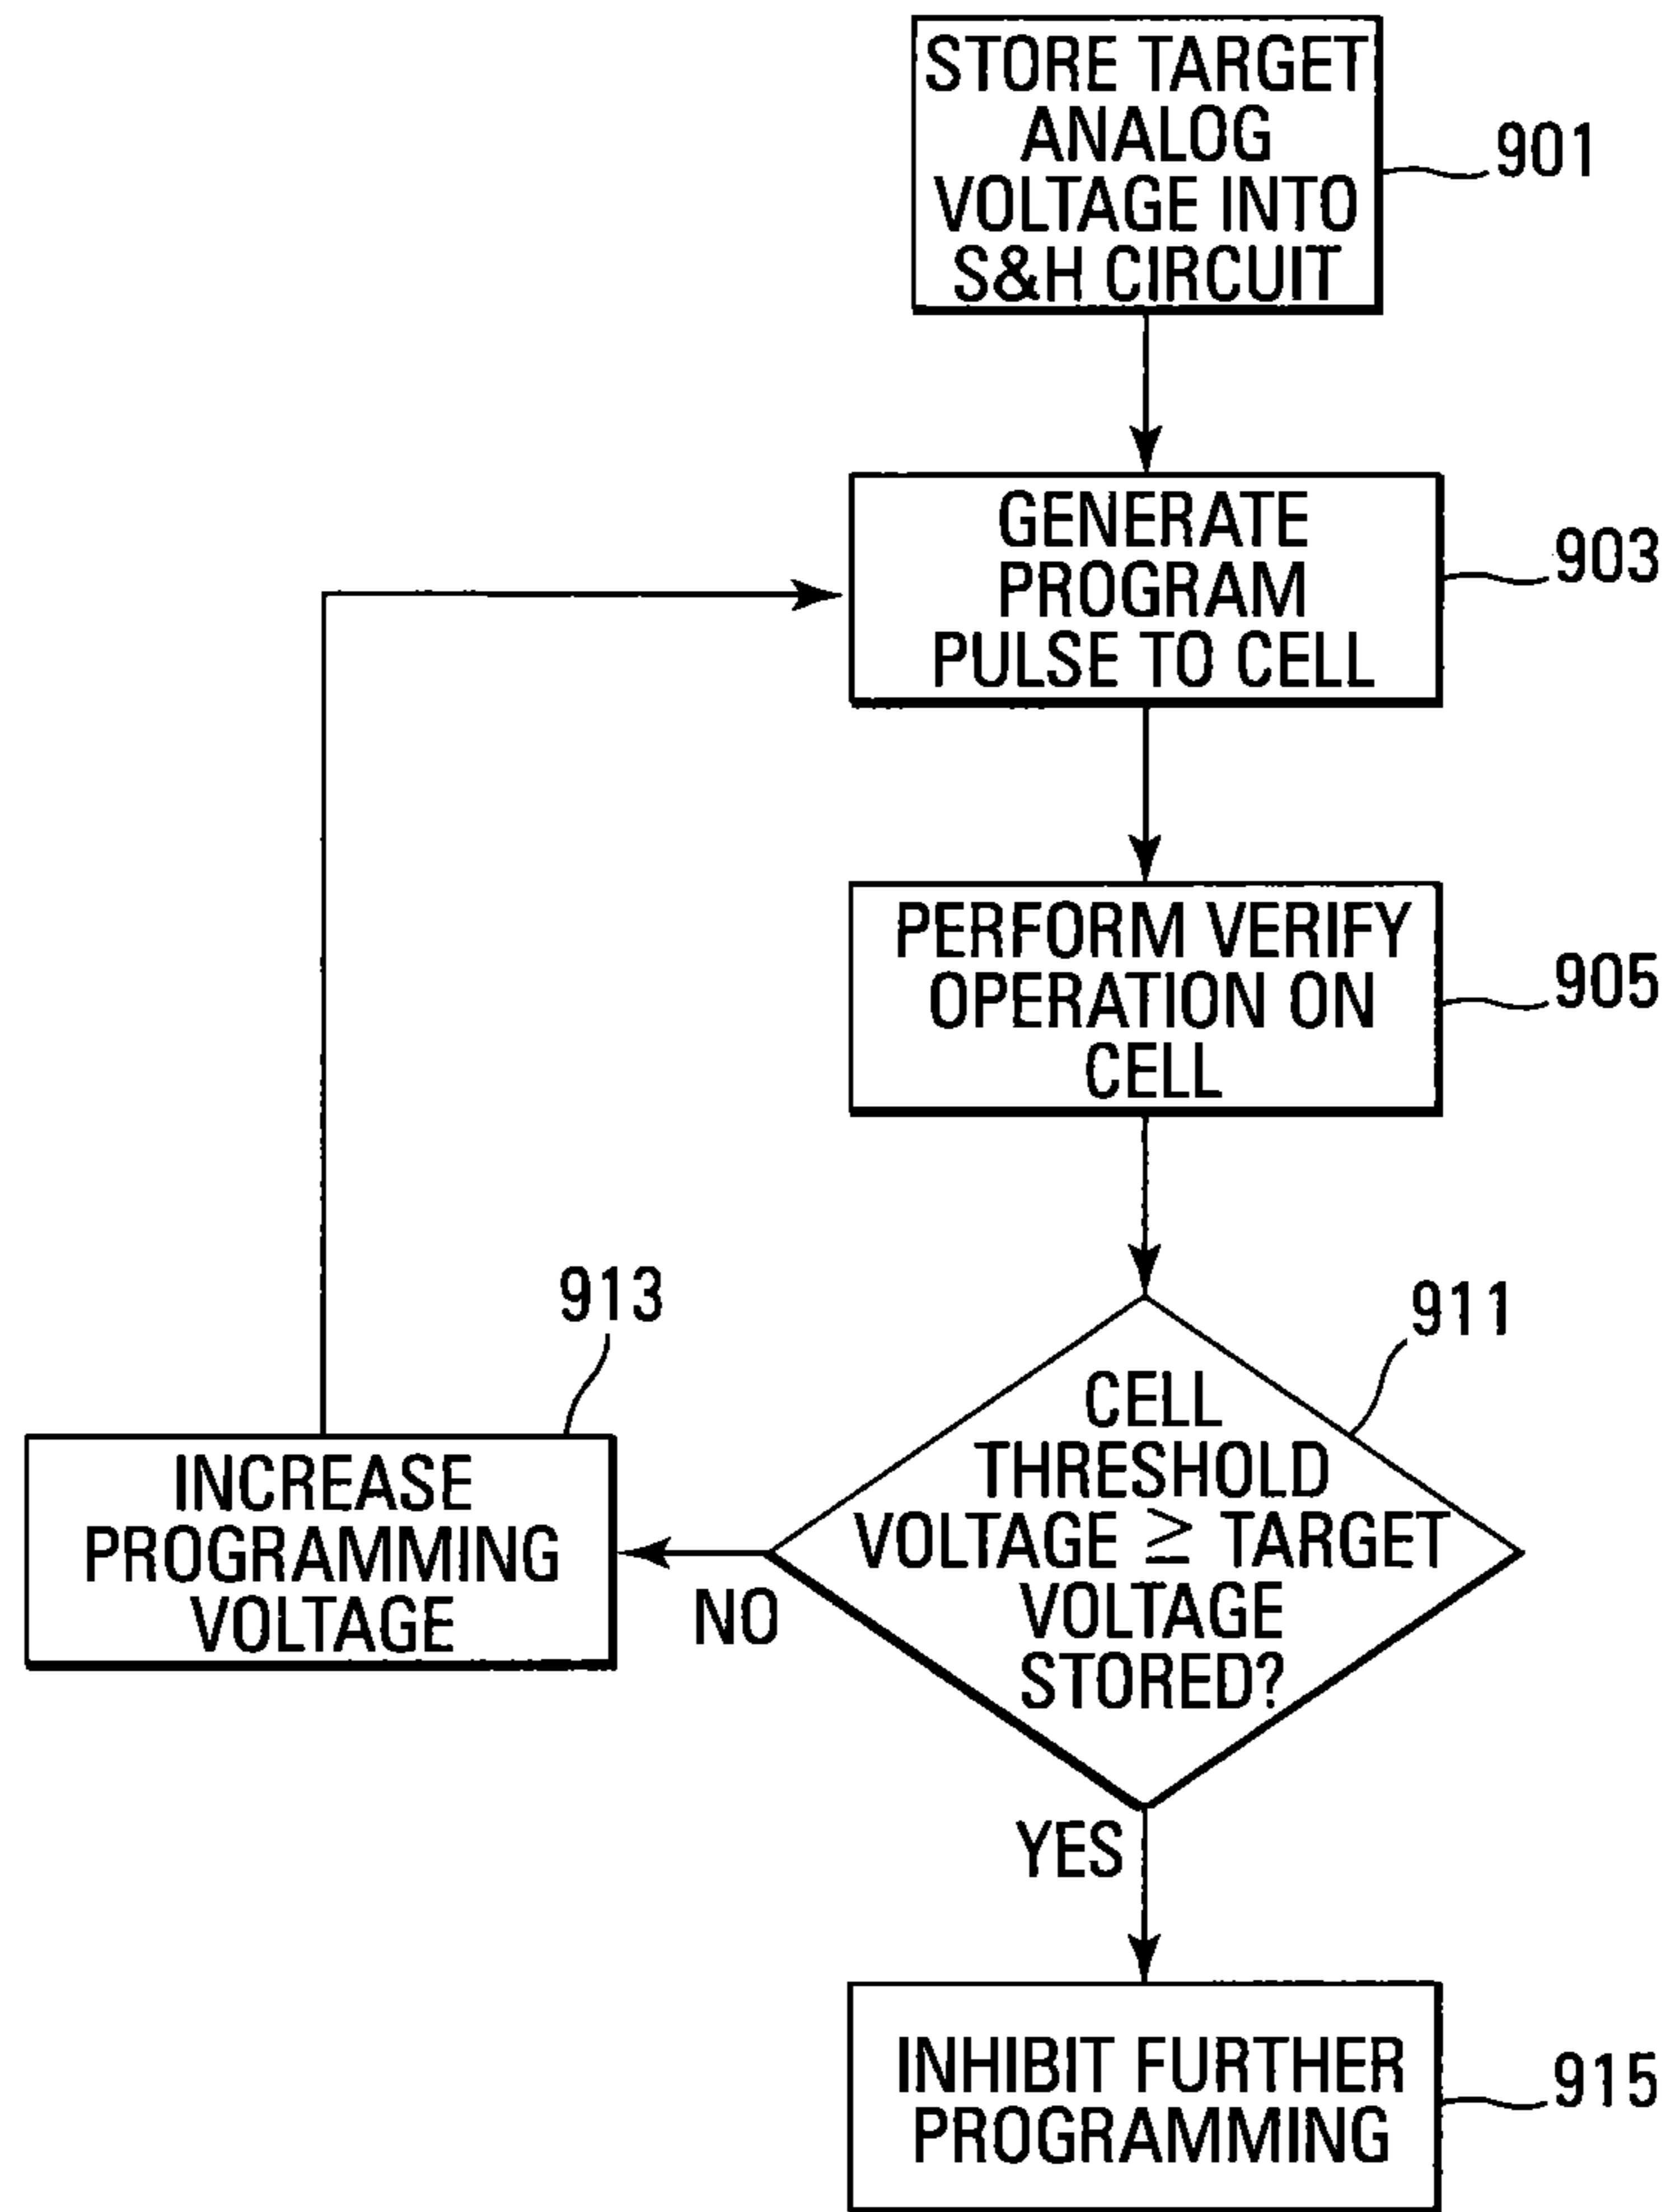 STORE TARGET
ANALOG
VOLTAGE INTO
S&H CIRCUIT
901
GENERATE
PROGRAM
PULSE TO CELL
903
PERFORM VERIFY
OPERATION ON
CELL
905
CELL
THRESHOLD
VOLTAGE ≥ TARGET
VOLTAGE
STORED?
911
NO
913
INCREASE
PROGRAMMING
VOLTAGE
YES
INHIBIT FURTHER
PROGRAMMING
915